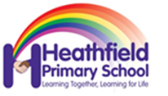 Heathfield
Primary School
Learning Together, Learning for Life